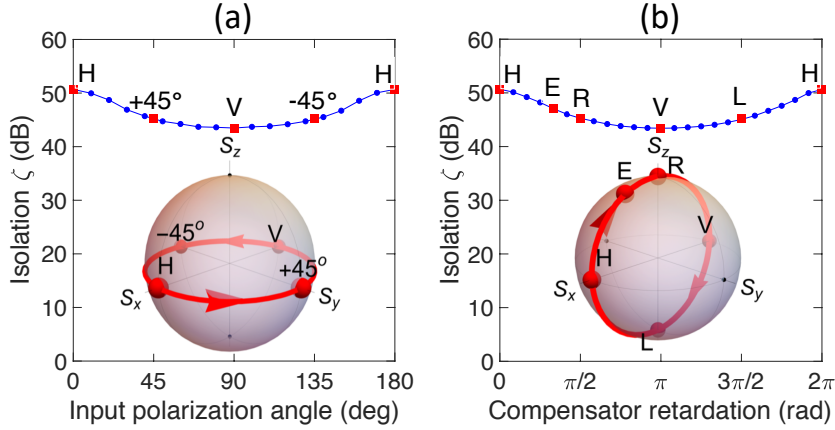 (a)
60
50
40
30
20
10
0
Isolation ζ (dB)
H
+45°
V
-45°
H
S_z
−45^o
V
H
+45^o
S_x
S_y
0
45
90
135
180
Input polarization angle (deg)
(b)
60
50
40
30
20
10
0
Isolation ζ (dB)
H
E
R
V
L
H
S_z
E
R
V
H
S_x
S_y
L
0
π/2
π
3π/2
2π
Compensator retardation (rad)